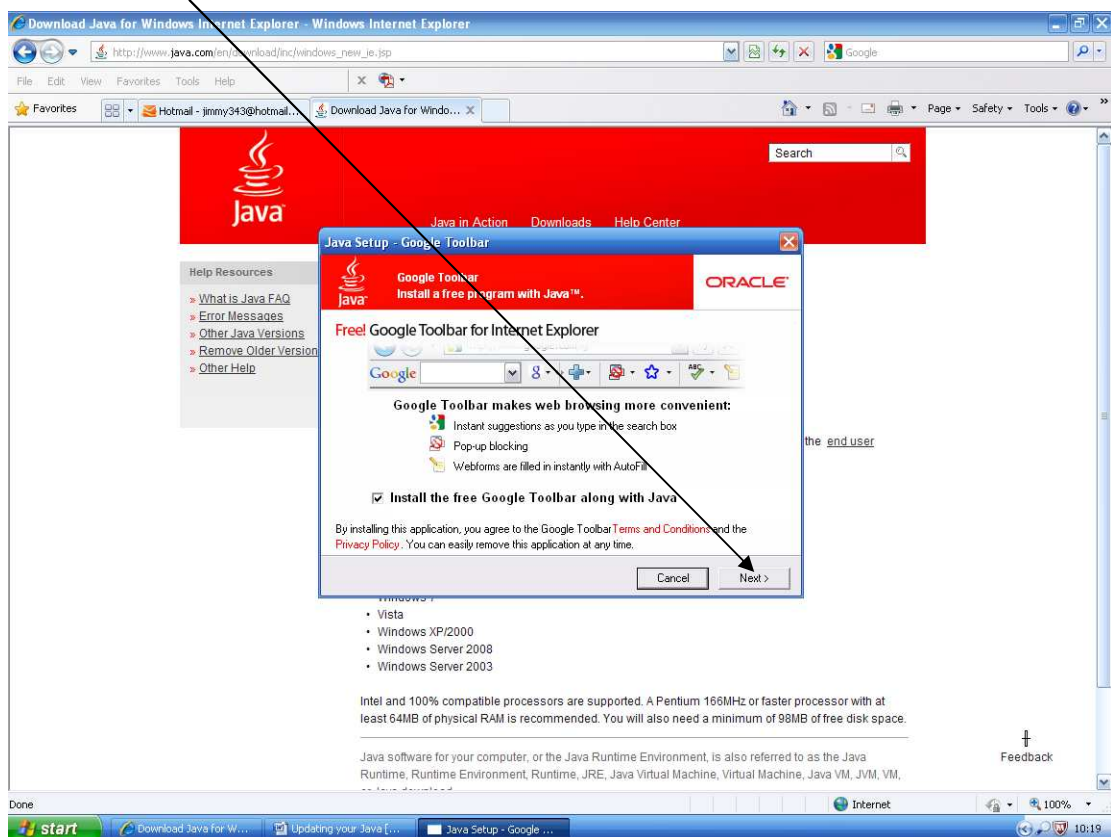 Download Java for Windows Internet Explorer - Windows Internet Explorer
http://www.java.com/en/download/inc/windows_new_ie.jsp
Google
File Edit View Favorites Tools Help
X
Favorites
Hotmail - jimmy343@hotmail...
Download Java for Windo... X
Page Safety Tools
Java
Search
Java in Action Downloads Help Center
Help Resources
» What is Java FAQ
» Error Messages
» Other Java Versions
» Remove Older Version
» Other Help
Java Setup - Google Toolbar
Java
Google Toolbar
Install a free program with Java™.
ORACLE
Free! Google Toolbar for Internet Explorer
Google
ABC
Google Toolbar makes web browsing more convenient:
Instant suggestions as you type in the search box
Pop-up blocking
Webforms are filled in instantly with AutoFill
Install the free Google Toolbar along with Java
By installing this application, you agree to the Google Toolbar Terms and Conditions and the
Privacy Policy. You can easily remove this application at any time.
Cancel Next >
the end user
• Vista
• Windows XP/2000
• Windows Server 2008
• Windows Server 2003
Intel and 100% compatible processors are supported. A Pentium 166MHz or faster processor with at
least 64MB of physical RAM is recommended. You will also need a minimum of 98MB of free disk space.
Feedback
Java software for your computer, or the Java Runtime Environment, is also referred to as the Java
Runtime, Runtime Environment, Runtime, JRE, Java Virtual Machine, Virtual Machine, Java VM, JVM, VM,
Done
Internet
100%
start
Download Java for W...
Updating your Java [...
Java Setup - Google ...
10:19